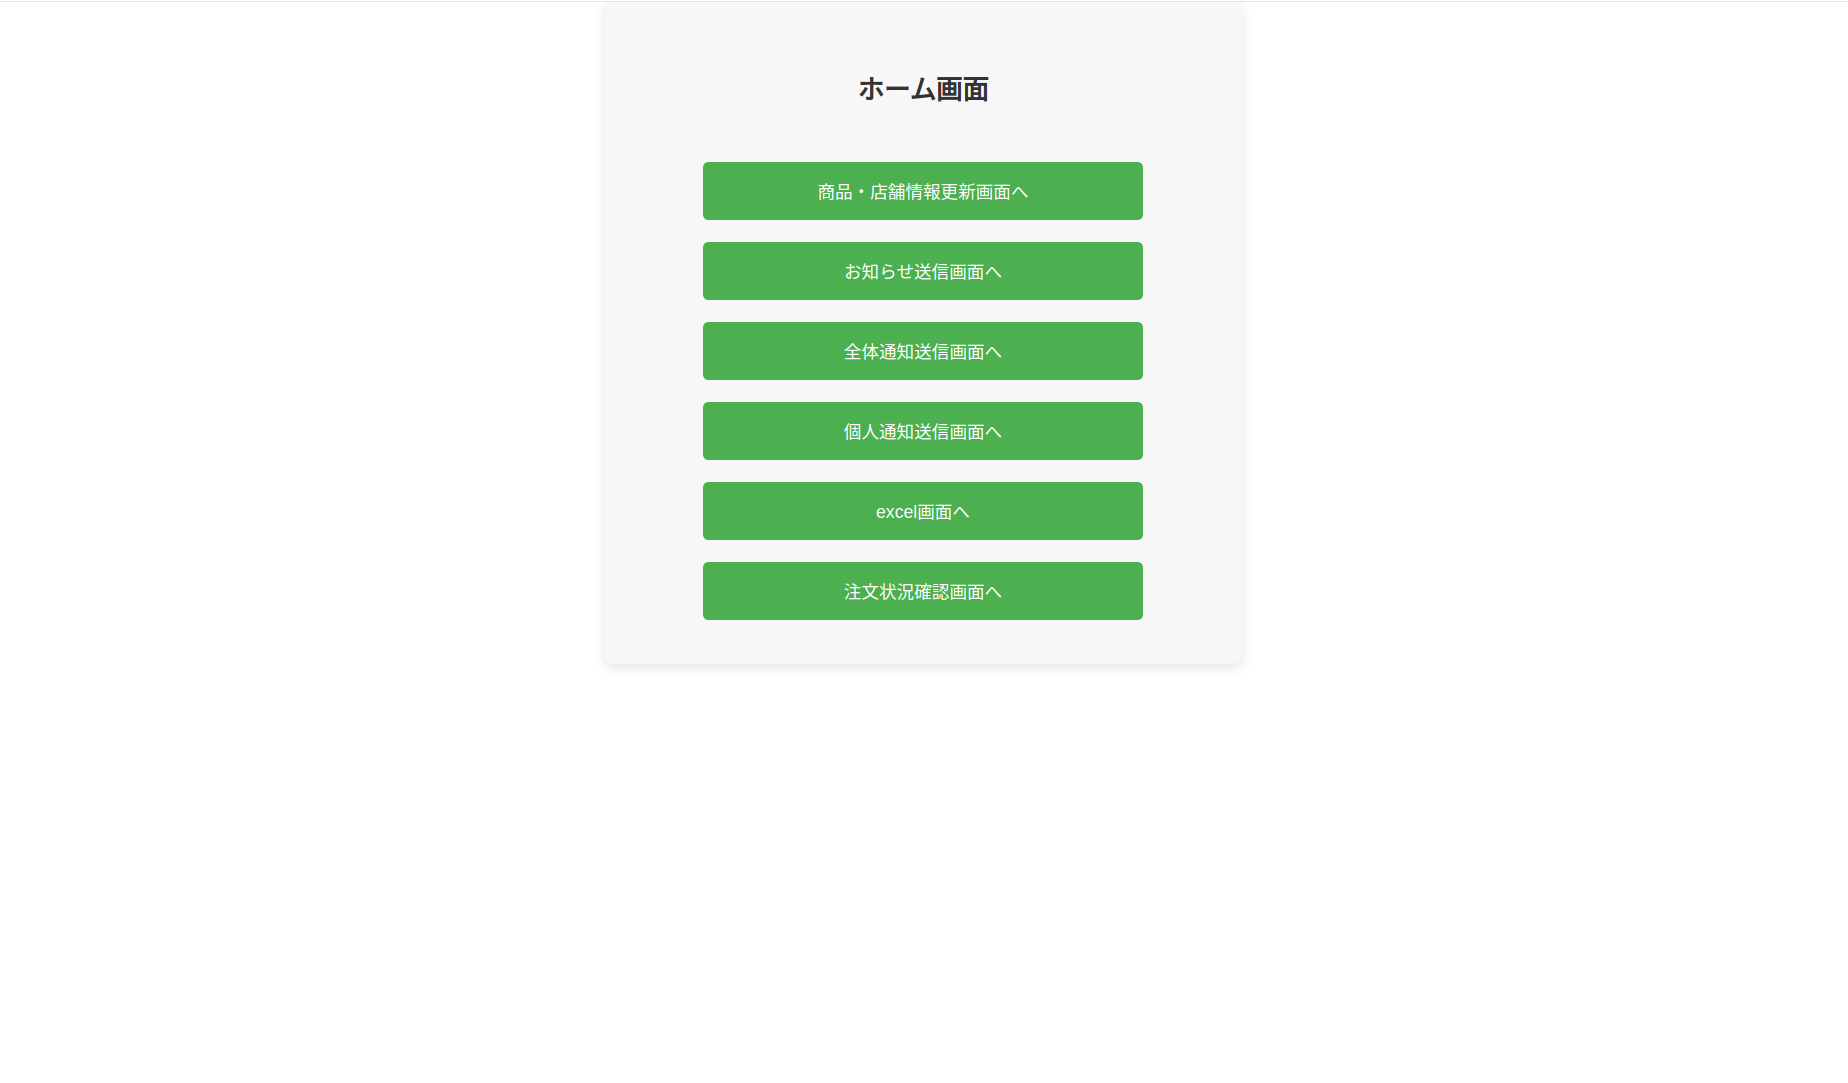 ホーム画面
商品・店舗情報更新画面へ
お知らせ送信画面へ
全体通知送信画面へ
個人通知送信画面へ
excel画面へ
注文状況確認画面へ